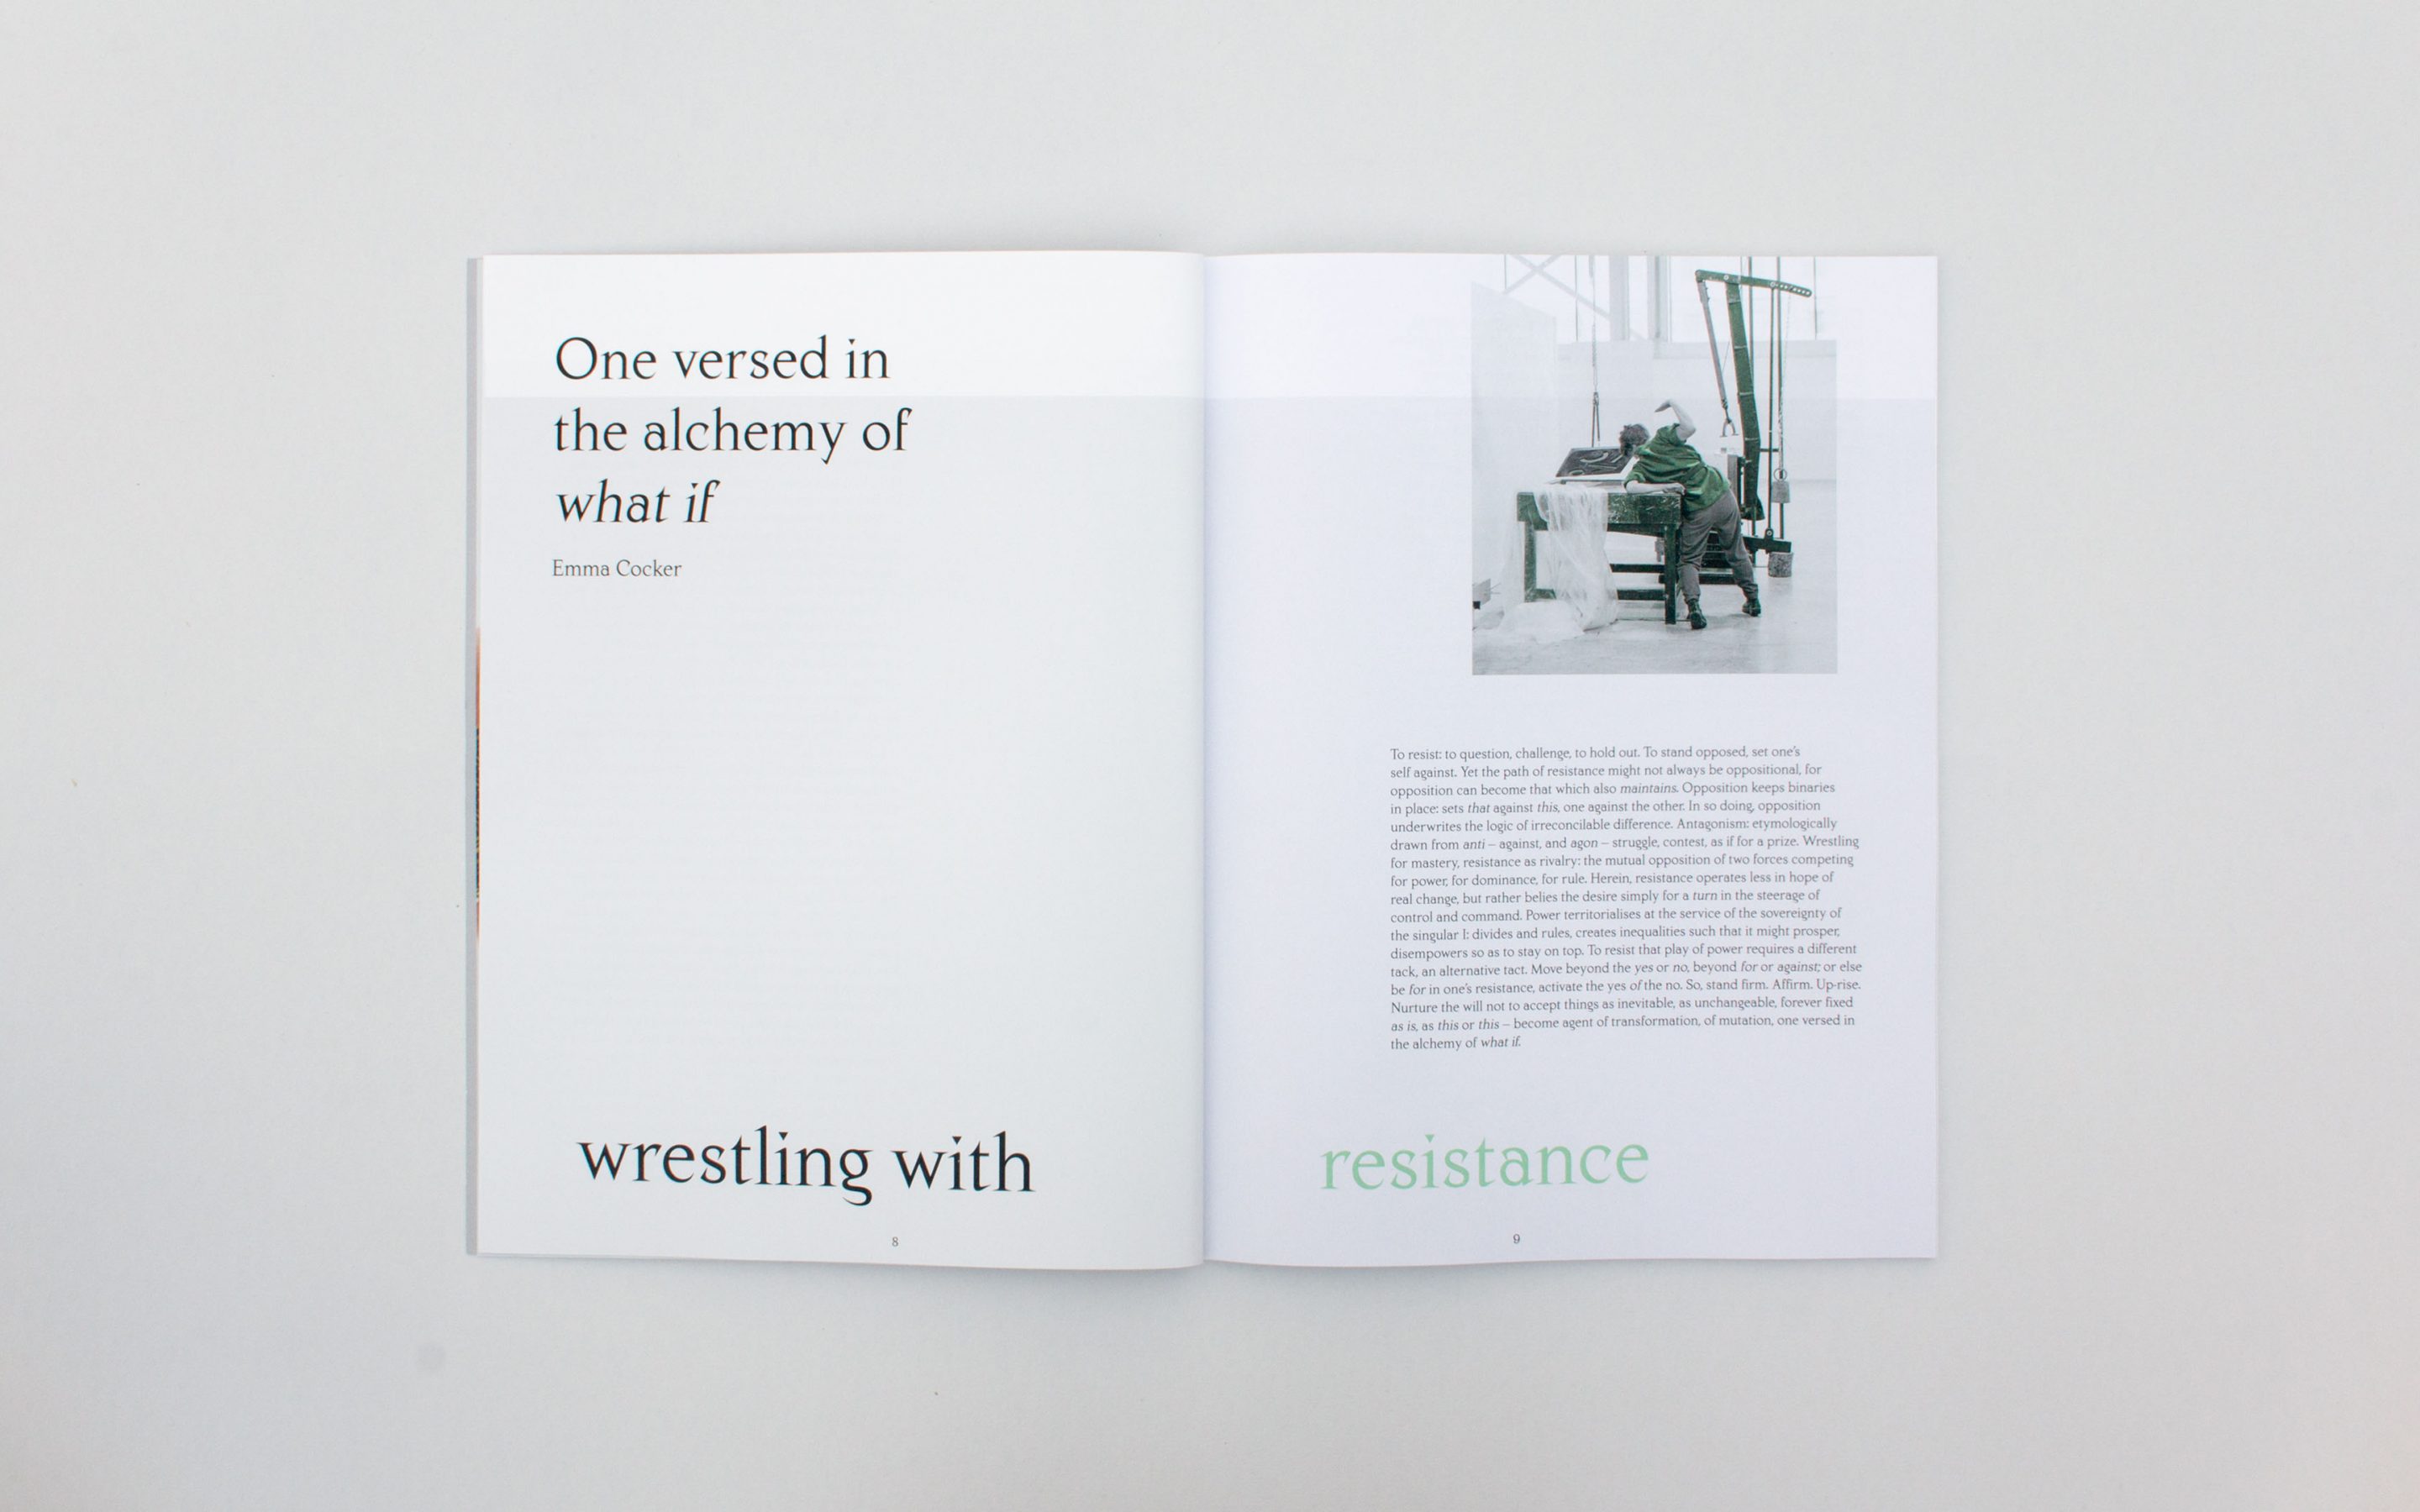 One versed in
the alchemy of
what if
Emma Cocker
wrestling with
8
To resist: to question, challenge, to hold out. To stand opposed, set one's
self against. Yet the path of resistance might not always be oppositional, for
opposition can become that which also maintains. Opposition keeps binaries
in place: sets that against this, one against the other. In so doing, opposition
underwrites the logic of irreconcilable difference. Antagonism: etymologically
drawn from anti – against, and agon – struggle, contest, as if for a prize. Wrestling
for mastery, resistance as rivalry: the mutual opposition of two forces competing
for power, for dominance, for rule. Herein, resistance operates less in hope of
real change, but rather belies the desire simply for a turn in the steerage of
control and command. Power territorialises at the service of the sovereignty of
the singular I: divides and rules, creates inequalities such that it might prosper,
disempowers so as to stay on top. To resist that play of power requires a different
tack, an alternative tact. Move beyond the yes or no, beyond for or against; or else
be for in one's resistance, activate the yes of the no. So, stand firm. Affirm. Up-rise.
Nurture the will not to accept things as inevitable, as unchangeable, forever fixed
as is, as this or this – become agent of transformation, of mutation, one versed in
the alchemy of what if.
resistance
9